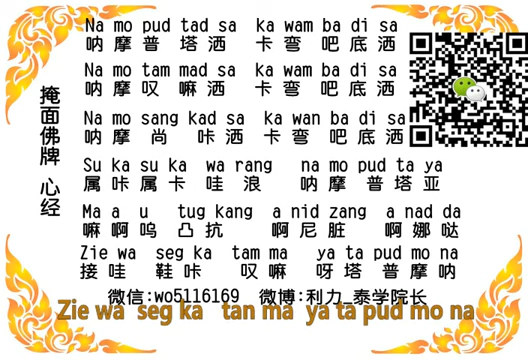 Na mo pud tad sa ka wam ba di sa
呐 摩 普 塔 洒 卡 弯 吧 底 洒
Na mo tam mad sa ka wam ba di sa
呐 摩 叹 嘛 洒 卡 弯 吧 底 洒
Na mo sang kad sa ka wan ba di sa
呐 摩 尚 咔 洒 卡 弯 吧 底 洒
Su ka su ka wa rang na mo pud ta ya
属 咔 属 卡 哇 浪 呐 摩 普 塔 亚
Ma a u tug kang a nid zang a nad da
嘛 啊 呜 凸 抗 啊 尼 脏 啊 娜 哒
Zie wa seg ka tam ma ya ta pud mo na
接 哇 鞋 咔 叹 嘛 呀 塔 普 摩 呐
掩面佛牌 心经
微信:wo5116169 微博:利力_泰学院长
Zie wa seg ka tan ma ya ta pud mo na